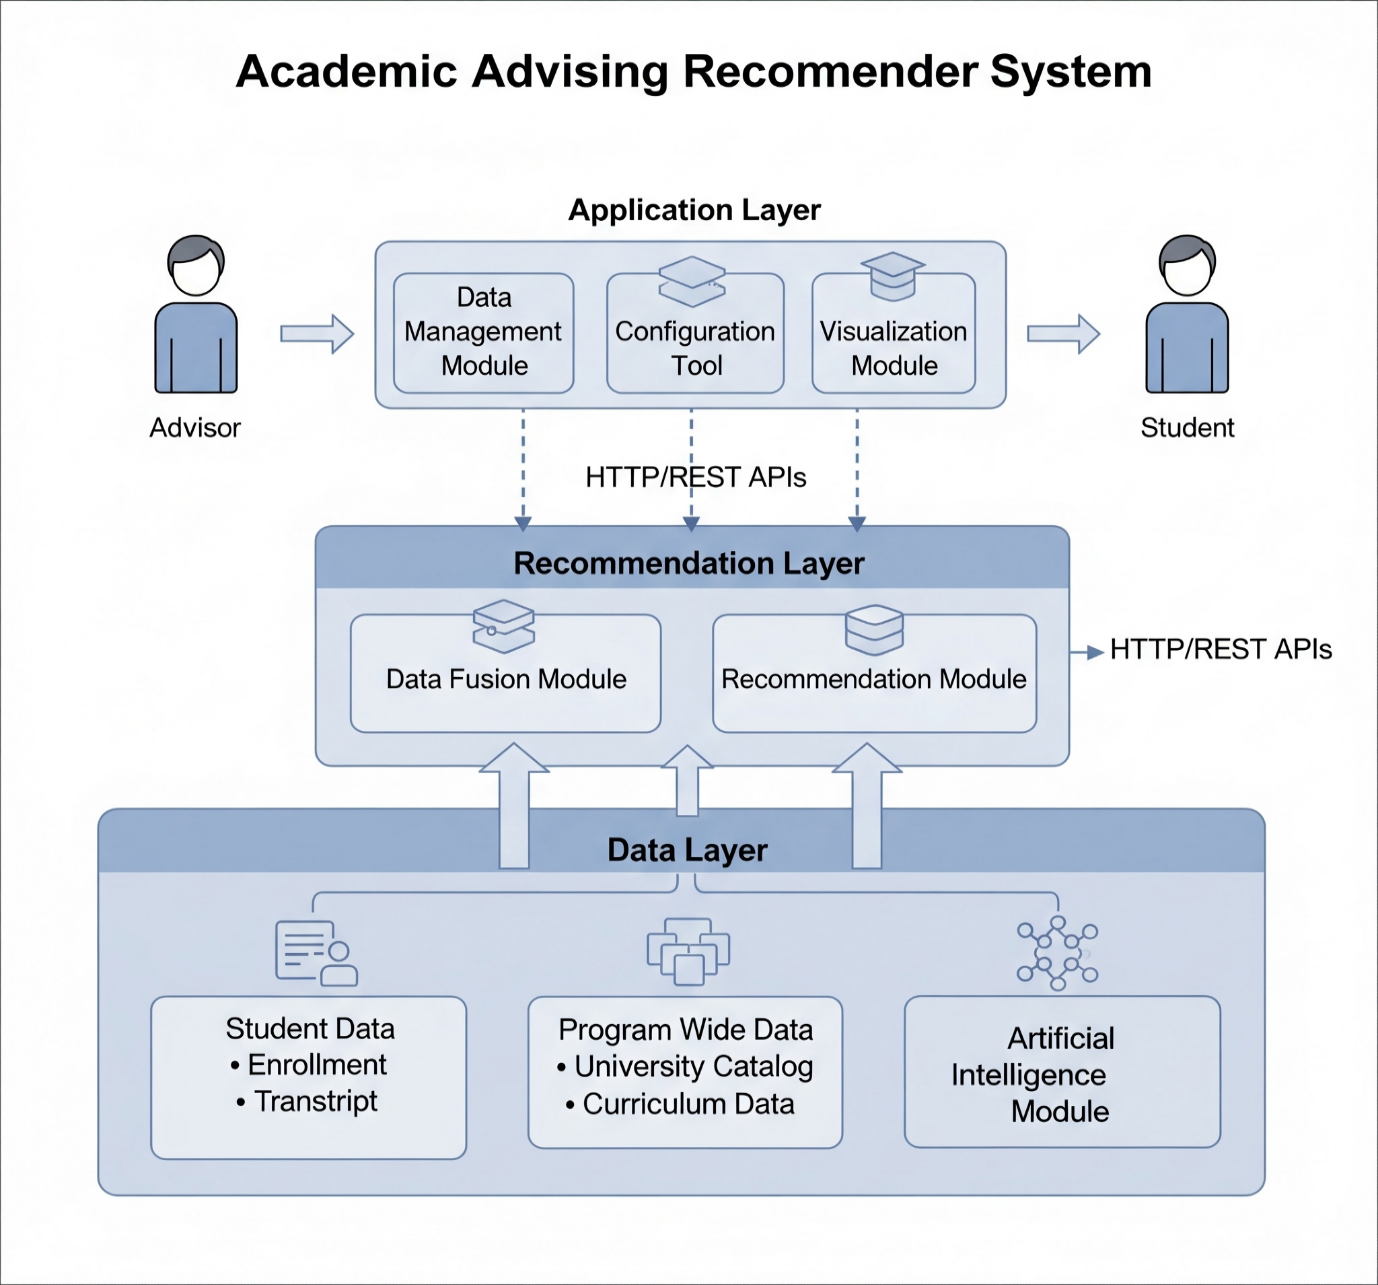 Academic Advising Recommender System
Application Layer
Data
Management
Module
Configuration
Tool
Visualization
Module
Advisor
Student
HTTP/REST APIs
Recommendation Layer
Data Fusion Module
Recommendation Module
HTTP/REST APIs
Data Layer
Student Data
• Enrollment
• Transtript
Program Wide Data
• University Catalog
• Curriculum Data
Artificial
Intelligence
Module